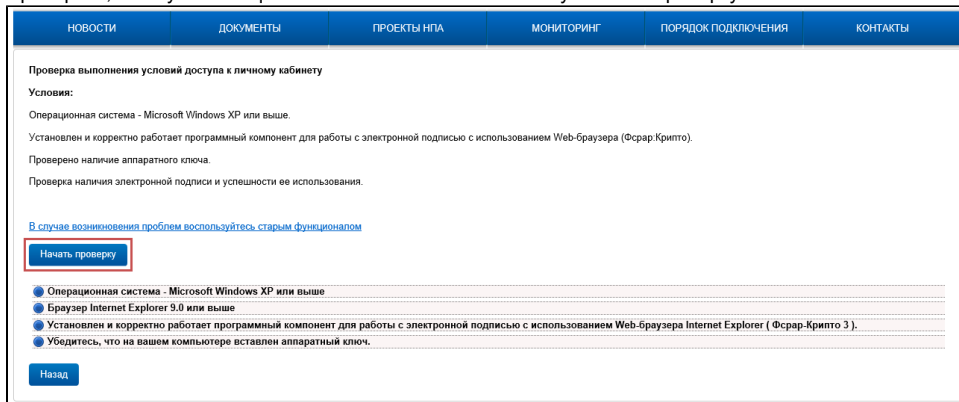 НОВОСТИ ДОКУМЕНТЫ ПРОЕКТЫ НПА МОНИТОРИНГ ПОРЯДОК ПОДКЛЮЧЕНИЯ КОНТАКТЫ
Проверка выполнения условий доступа к личному кабинету
Условия:
Операционная система - Microsoft Windows XP или выше.
Установлен и корректно работает программный компонент для работы с электронной подписью с использованием Web-браузера (Фсрар:Крипто).
Проверено наличие аппаратного ключа.
Проверка наличия электронной подписи и успешности ее использования.
В случае возникновения проблем воспользуйтесь старым функционалом
Начать проверку
Операционная система - Microsoft Windows XP или выше
Браузер Internet Explorer 9.0 или выше
Установлен и корректно работает программный компонент для работы с электронной подписью с использованием Web-браузера Internet Explorer ( Фсрар-Крипто 3 ).
Убедитесь, что на вашем компьютере вставлен аппаратный ключ.
Назад